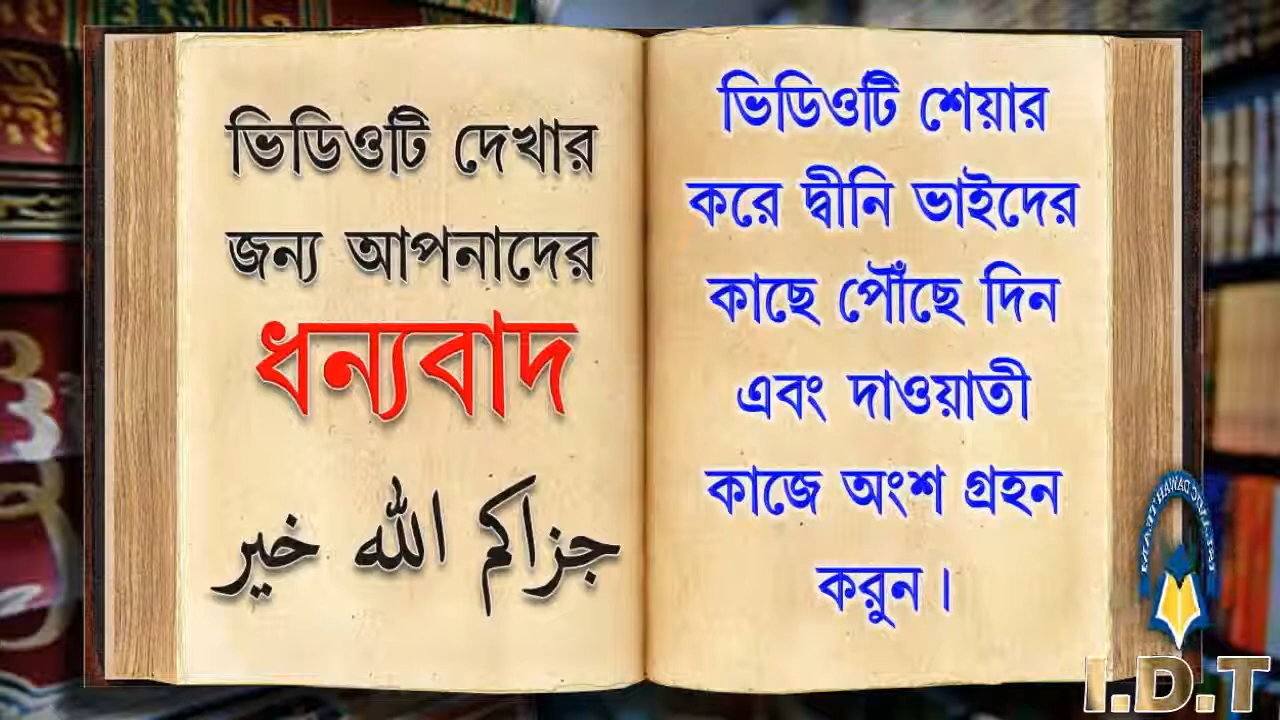 ভিডিওটি দেখার
জন্য আপনাদের
ধন্যবাদ
جزاكم الله خير
ভিডিওটি শেয়ার
করে দ্বীনি ভাইদের
কাছে পৌঁছে দিন
এবং দাওয়াতী
কাজে অংশ গ্রহন
করুন।
I.D.T